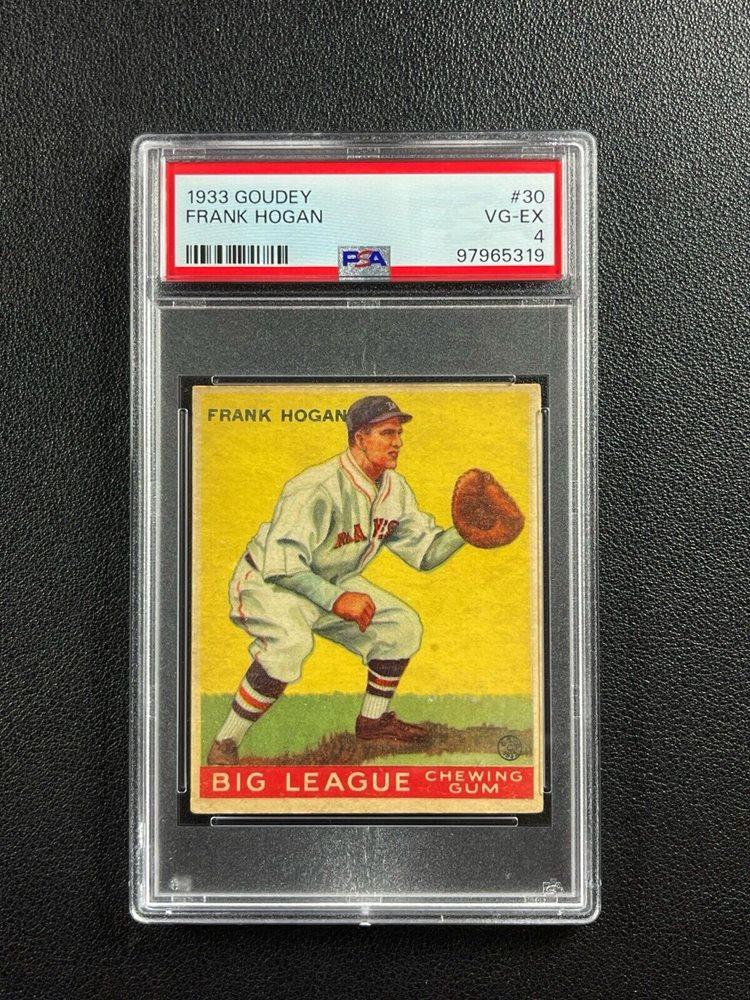 1933 GOUDEY #30
FRANK HOGAN VG-EX
4
PSA 97965319
FRANK HOGAN
BIG LEAGUE CHEWING GUM